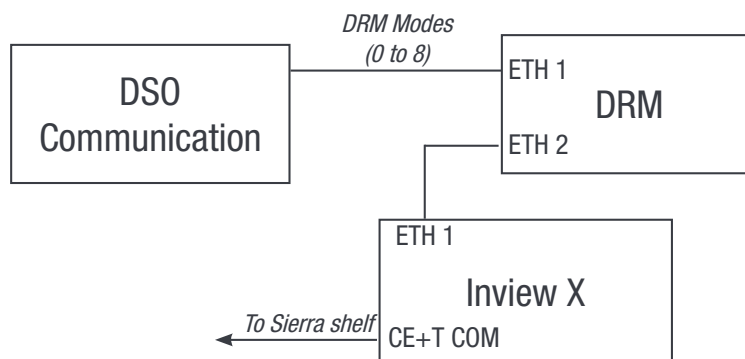 DRM Modes
(0 to 8)
DSO
Communication
ETH 1
DRM
ETH 2
ETH 1
Inview X
To Sierra shelf
CE+T COM